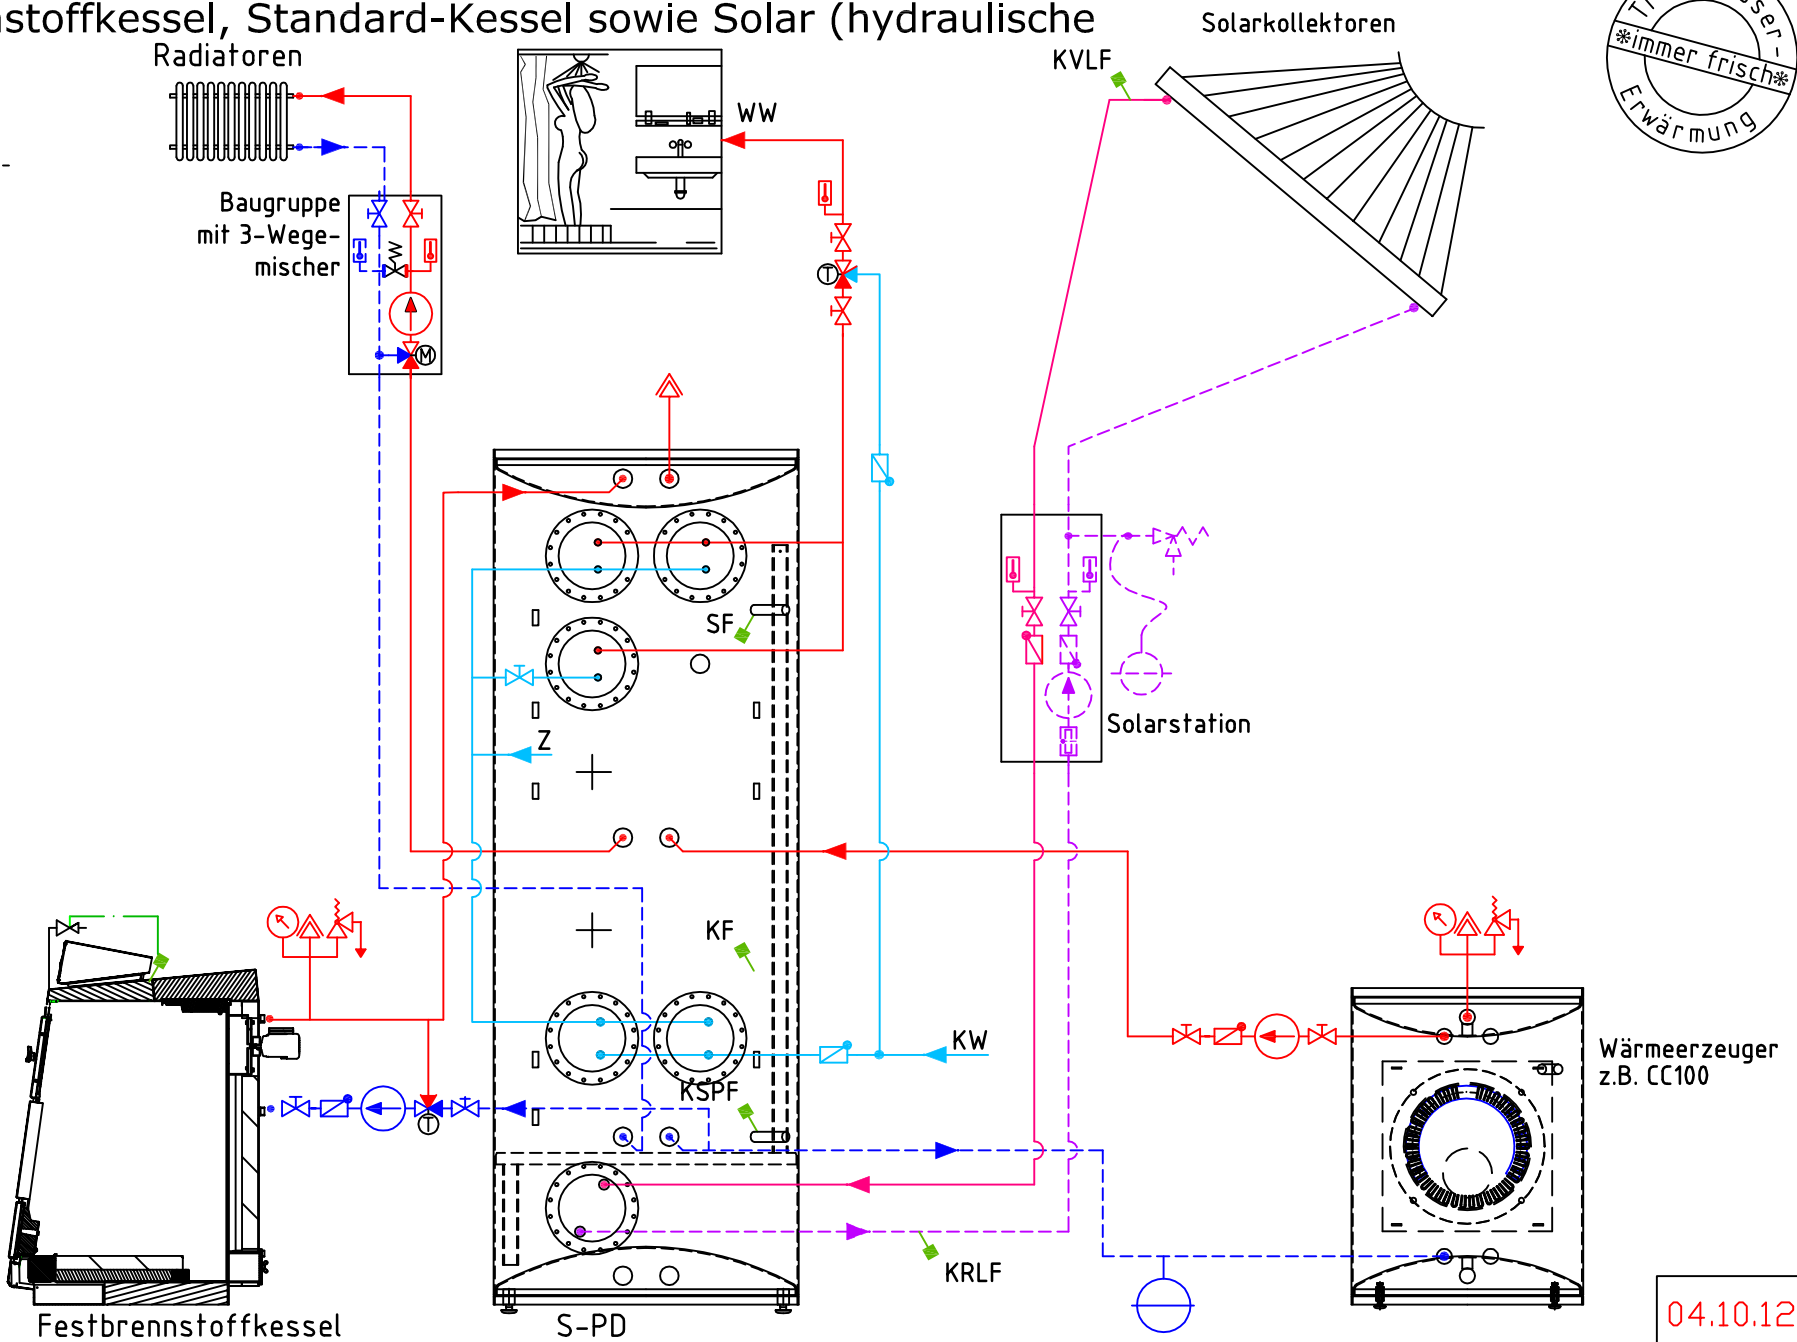 stoffkessel, Standard-Kessel sowie Solar (hydraulische
Solarkollektoren
Radiatoren
KVLF
*immer frisch*
Erwärmung
WW
Baugruppe
mit 3-Wege-
mischer
T
M
SF
Solarstation
Z
KF
KW
KSPF
T
Wärmeerzeuger
z.B. CC100
KRLF
Festbrennstoffkessel
S-PD
04.10.12